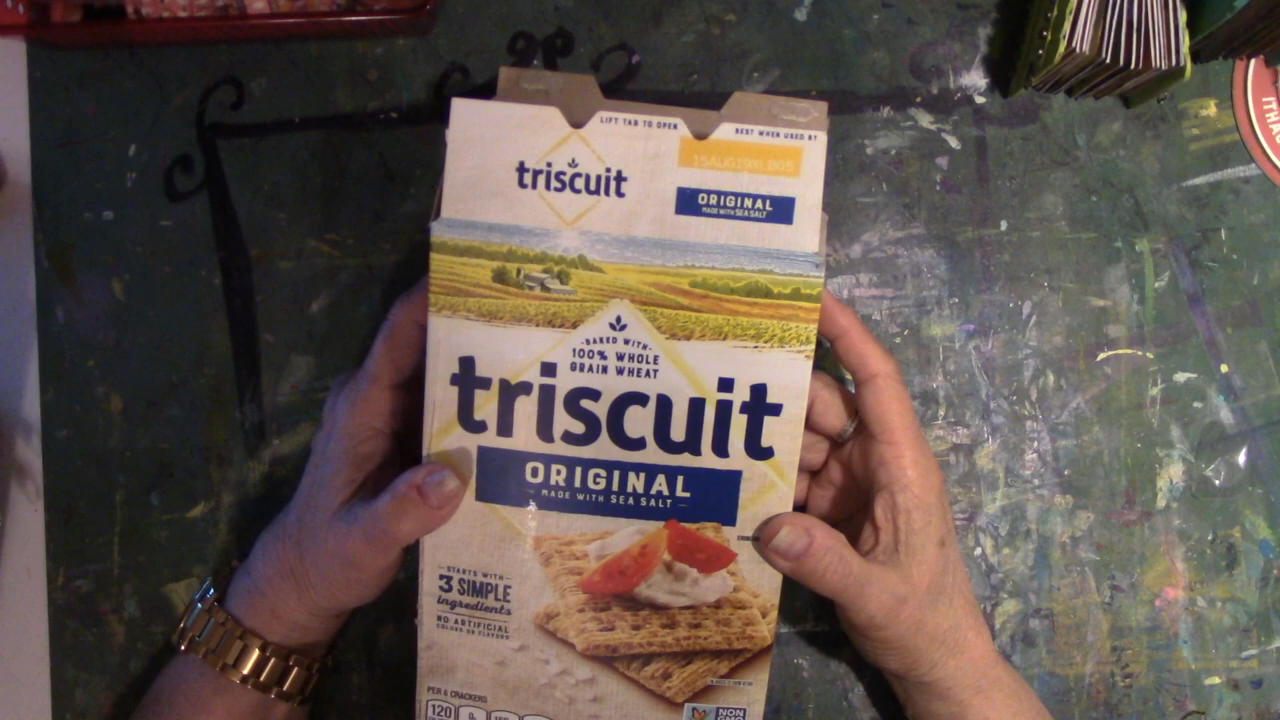 LIFT TAB TO OPEN
BEST WHEN USED BY
15AUG19
triscuit
ORIGINAL
MADE WITH SEA SALT
BAKED WITH
100% WHOLE
GRAIN WHEAT
triscuit
ORIGINAL
MADE WITH SEA SALT
STARTS WITH
3 SIMPLE
ingredients
NO ARTIFICIAL
COLORS OR FLAVORS
PER 6 CRACKERS
120
NON
GMO
ITHA